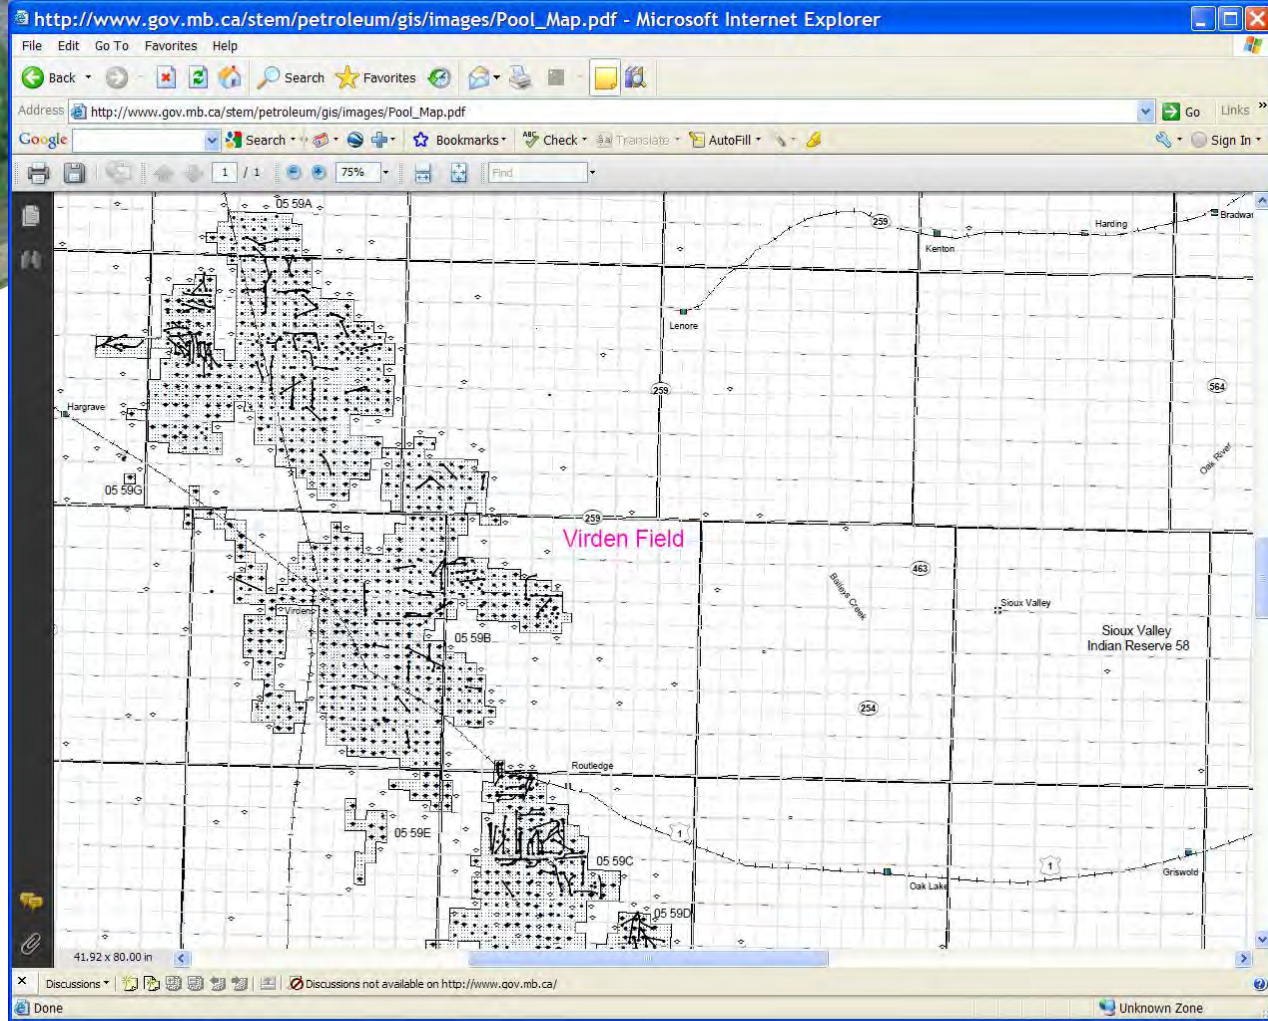 http://www.gov.mb.ca/stem/petroleum/gis/images/Pool_Map.pdf - Microsoft Internet Explorer
File Edit Go To Favorites Help
Back Search Favorites
Address http://www.gov.mb.ca/stem/petroleum/gis/images/Pool_Map.pdf Go Links »
Google Search Bookmarks ABC Check Translate AutoFill Sign In
1 / 1 75% Find
05 59A
259
Harding
Kenton
Lenore
259
564
Hargrave
Oak River
05 59G
259
Virden Field
463
Baileys Creek
Sioux Valley
Virden
05 59B
Sioux Valley
Indian Reserve 58
254
Routledge
05 59E
1
05 59C
1
Griswold
Oak Lake
05 59D
41.92 x 80.00 in
Discussions Discussions not available on http://www.gov.mb.ca/
Done Unknown Zone